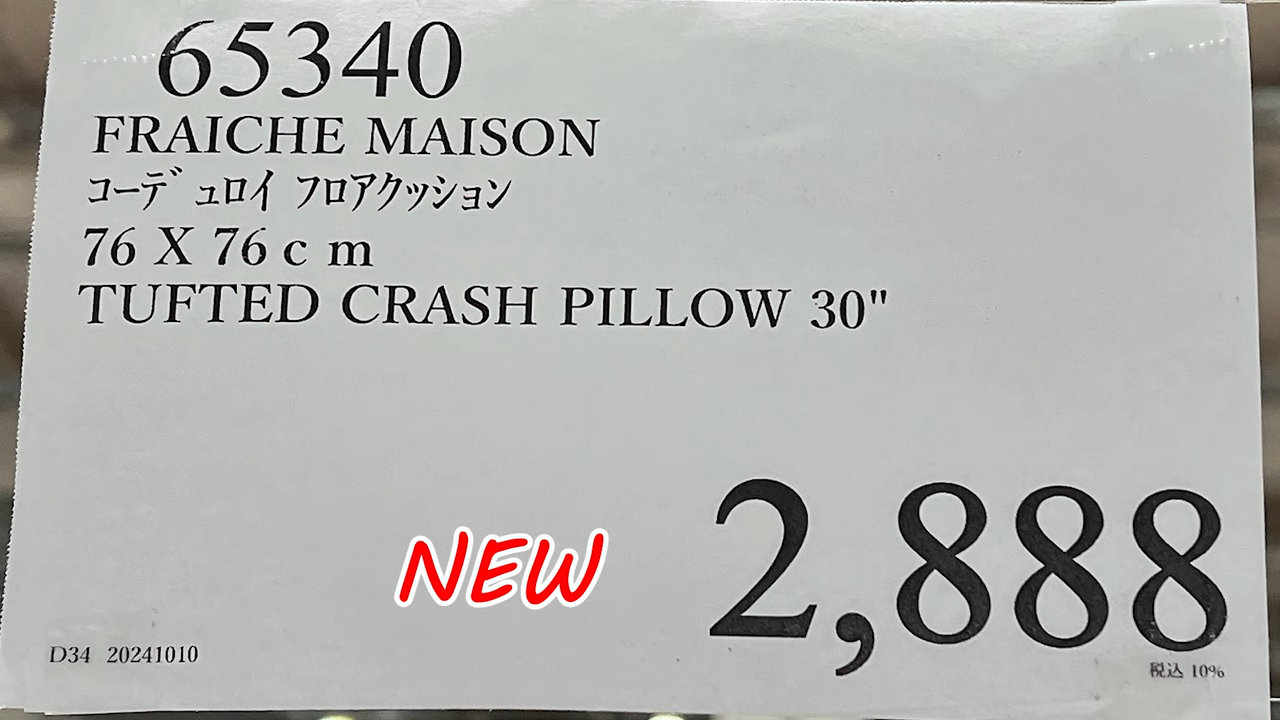 65340
FRAICHE MAISON
コーデュロイ フロアクッション
76 X 76 c m
TUFTED CRASH PILLOW 30"
NEW
2,888
税込 10%
D34 20241010